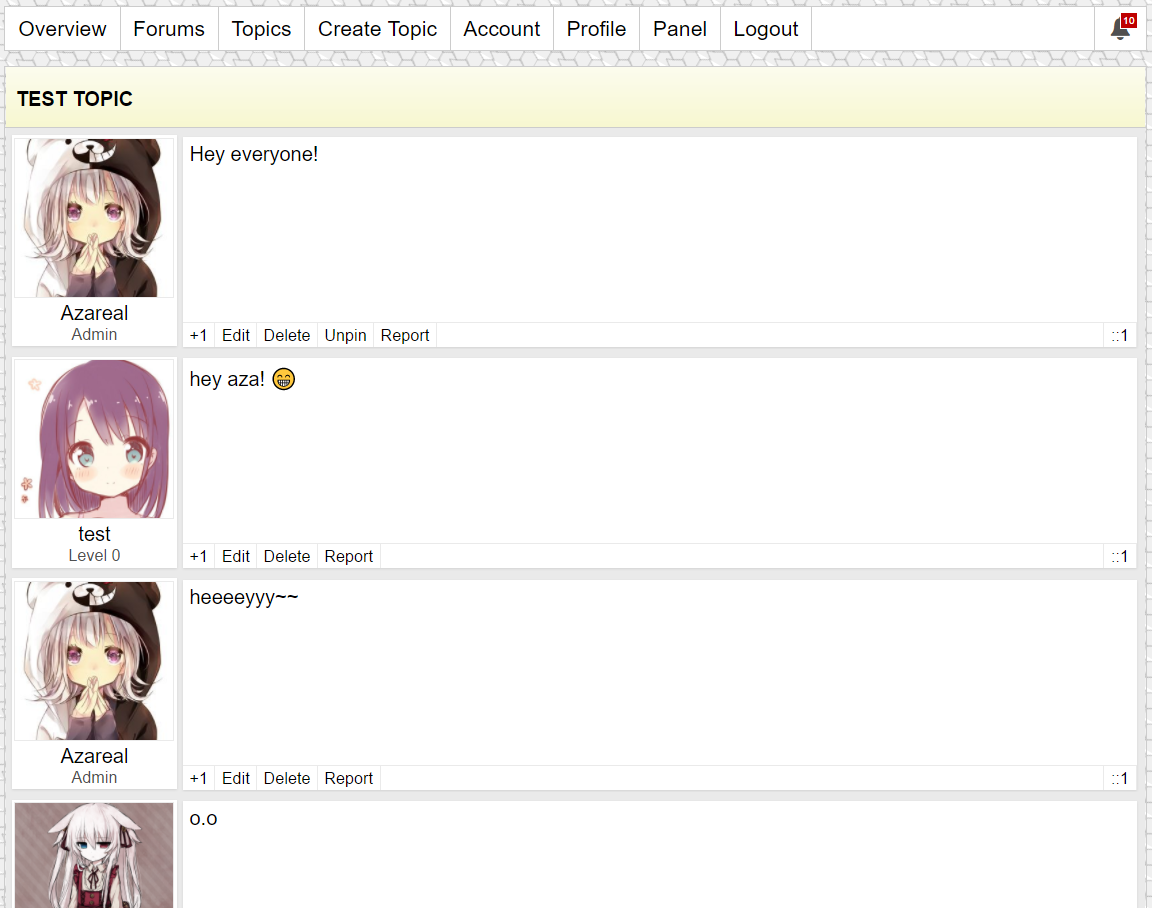 Overview Forums Topics Create Topic Account Profile Panel Logout 10
TEST TOPIC
Hey everyone!
Azareal
Admin
+1 Edit Delete Unpin Report ::1
hey aza! 😁
test
Level 0
+1 Edit Delete Report ::1
heeeeyyy~~
Azareal
Admin
+1 Edit Delete Report ::1
o.o